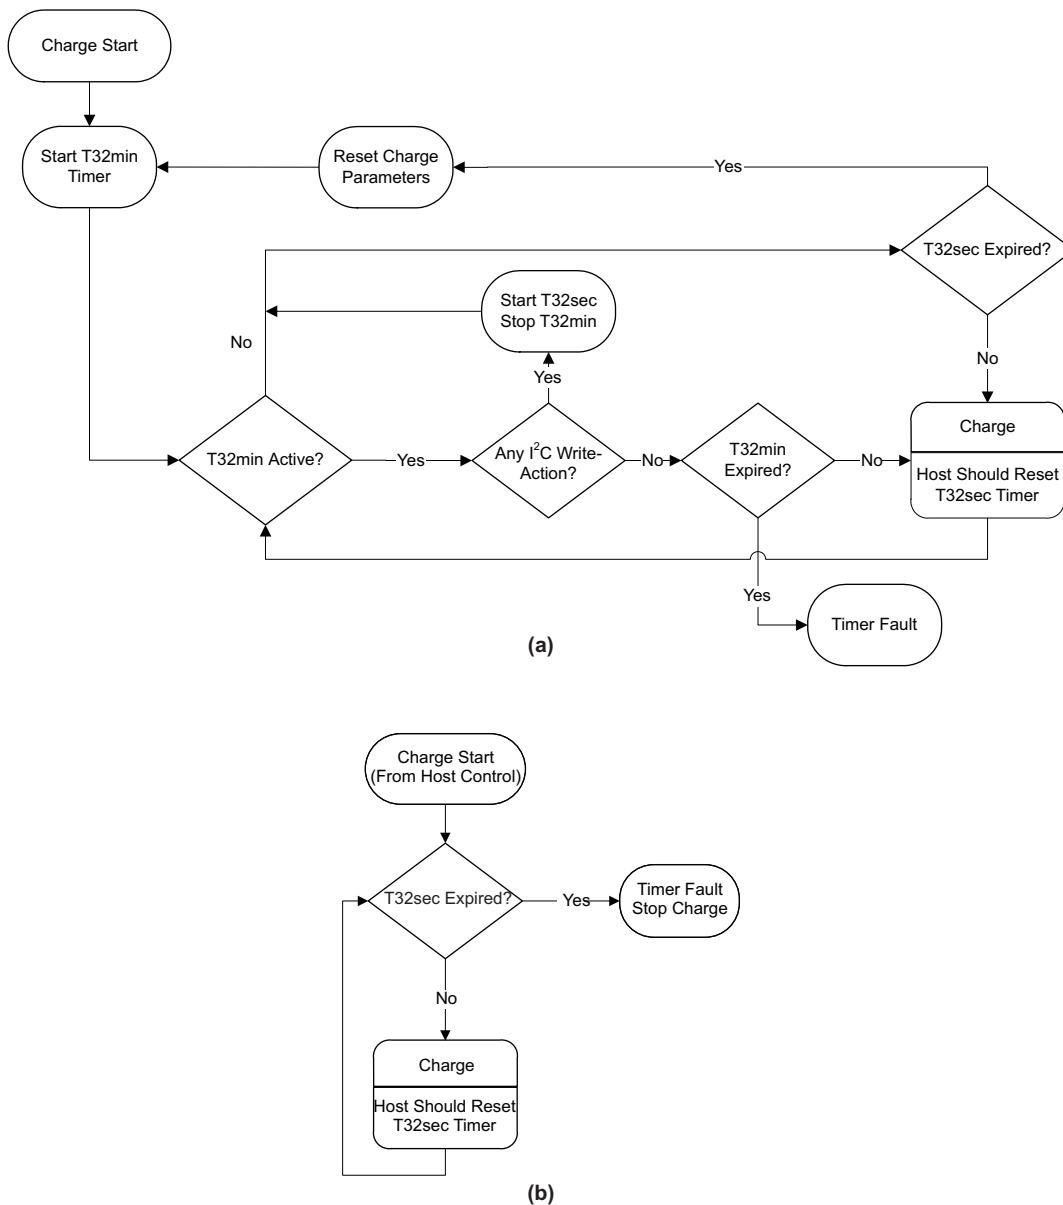 Charge Start
Start T32min
Timer
Reset Charge
Parameters
Yes
T32sec Expired?
Start T32sec
Stop T32min
No
No
Yes
T32min Active?
Yes
Any I²C Write-
Action?
No
T32min
Expired?
No
Charge
Host Should Reset
T32sec Timer
Yes
Timer Fault
(a)
Charge Start
(From Host Control)
T32sec Expired?
Yes
Timer Fault
Stop Charge
No
Charge
Host Should Reset
T32sec Timer
(b)